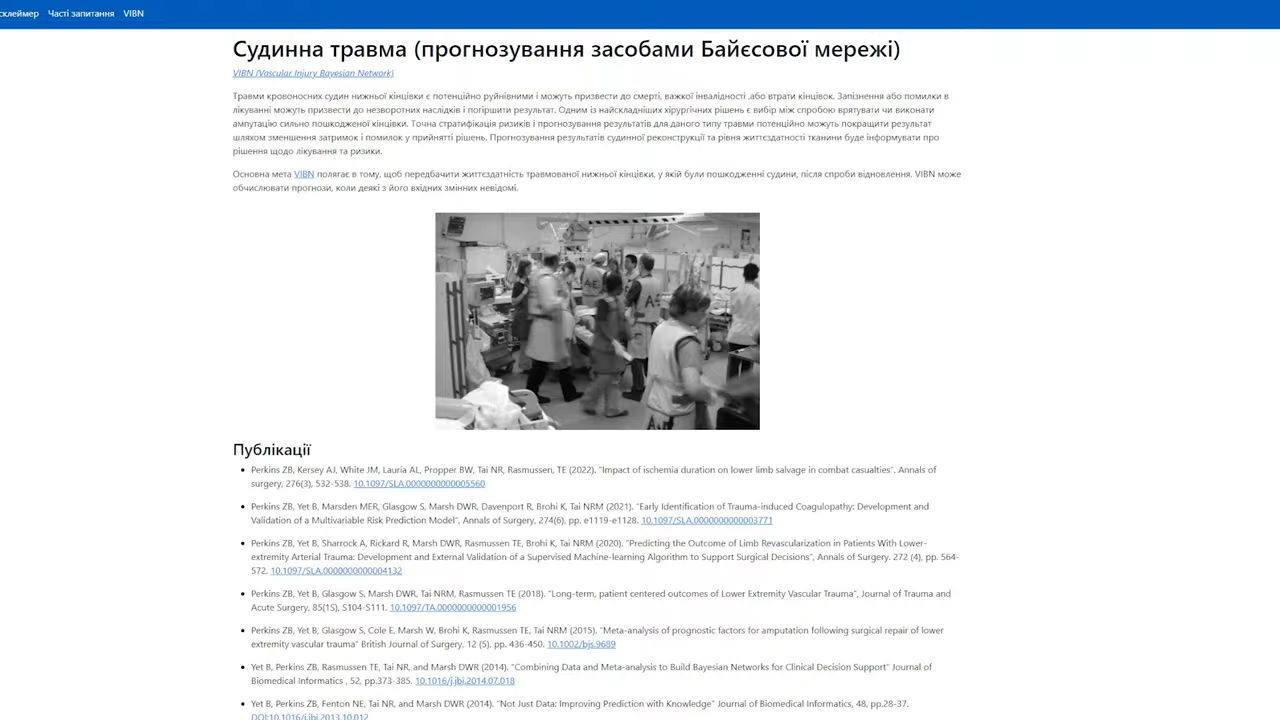 склеймер Часті запитання VIBN
Судинна травма (прогнозування засобами Байєсової мережі)
VIBN (Vascular Injury Bayesian Network)
Травми кровоносних судин нижньої кінцівки є потенційно руйнівними і можуть призвести до смерті, важкої інвалідності ,або втрати кінцівок. Запізнення або помилки в
лікуванні можуть призвести до незворотних наслідків і погіршити результат. Одним із найскладніших хірургічних рішень є вибір між спробою врятувати чи виконати
ампутацію сильно пошкодженої кінцівки. Точна стратифікація ризиків і прогнозування результатів для даного типу травми потенційно можуть покращити результат
шляхом зменшення затримок і помилок у прийнятті рішень. Прогнозування результатів судинної реконструкції та рівня життєздатності тканини буде інформувати про
рішення щодо лікування та ризики.
Основна мета VIBN полягає в тому, щоб передбачити життєздатність травмованої нижньої кінцівки, у якій були пошкодженні судини, після спроби відновлення. VIBN може
обчислювати прогнози, коли деякі з його вхідних змінних невідомі.
AE
AE
Публікації
Perkins ZB, Kersey AJ, White JM, Lauria AL, Propper BW, Tai NR, Rasmussen, TE (2022). "Impact of ischemia duration on lower limb salvage in combat casualties". Annals of
surgery, 276(3), 532-538. 10.1097/SLA.0000000000005560
Perkins ZB, Yet B, Marsden MER, Glasgow S, Marsh DWR, Davenport R, Brohi K, Tai NRM (2021). "Early Identification of Trauma-induced Coagulopathy: Development and
Validation of a Multivariable Risk Prediction Model", Annals of Surgery, 274(6), pp. e1119-e1128. 10.1097/SLA.0000000000003771
Perkins ZB, Yet B, Sharrock A, Rickard R, Marsh DWR, Rasmussen TE, Brohi K, Tai NRM (2020). "Predicting the Outcome of Limb Revascularization in Patients With Lower-
extremity Arterial Trauma: Development and External Validation of a Supervised Machine-learning Algorithm to Support Surgical Decisions", Annals of Surgery. 272 (4), pp. 564-
572. 10.1097/SLA.0000000000004132
Perkins ZB, Yet B, Glasgow S, Marsh DWR, Tai NRM, Rasmussen TE (2018). "Long-term, patient centered outcomes of Lower Extremity Vascular Trauma", Journal of Trauma and
Acute Surgery, 85(1S), S104-S111. 10.1097/TA.0000000000001956
Perkins ZB, Yet B, Glasgow S, Cole E, Marsh W, Brohi K, Rasmussen TE, Tai NRM (2015). "Meta-analysis of prognostic factors for amputation following surgical repair of lower
extremity vascular trauma" British Journal of Surgery, 12 (5), pp. 436-450. 10.1002/bjs.9689
Yet B, Perkins ZB, Rasmussen TE, Tai NR, and Marsh DWR (2014). "Combining Data and Meta-analysis to Build Bayesian Networks for Clinical Decision Support" Journal of
Biomedical Informatics , 52, pp.373-385. 10.1016/j.jbi.2014.07.018
Yet B, Perkins ZB, Fenton NE, Tai NR, and Marsh DWR (2014). "Not Just Data: Improving Prediction with Knowledge" Journal of Biomedical Informatics, 48, pp.28-37.
DOI:10.1016/j.jbi.2013.10.012